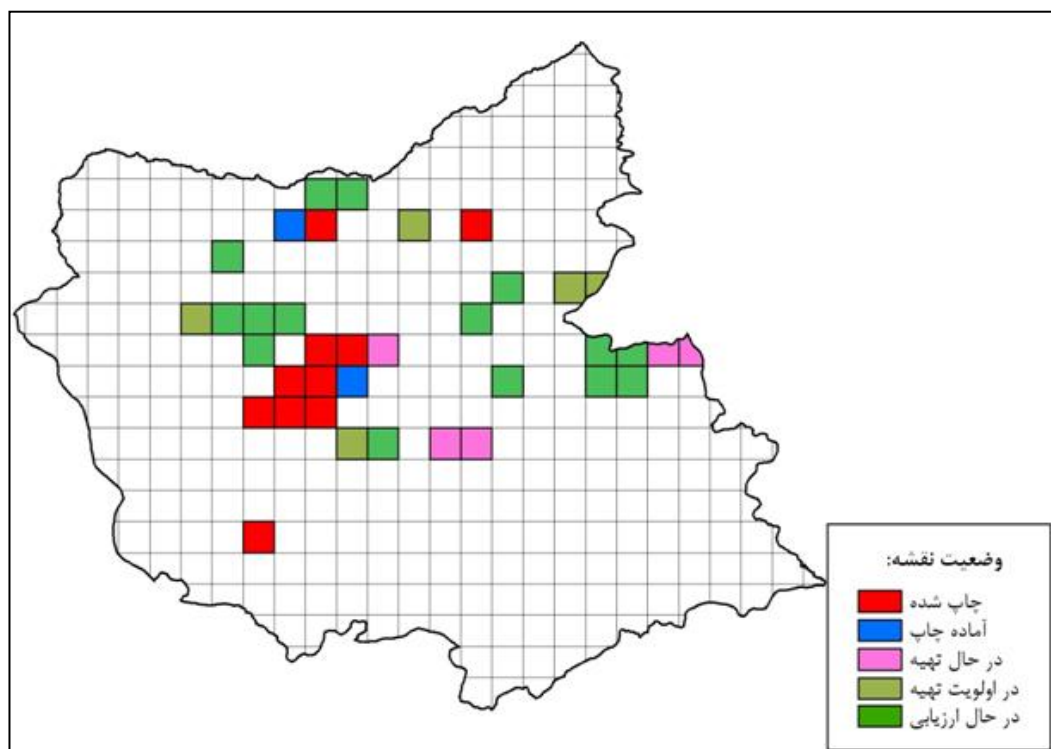 وضعیت نقشه:
چاپ شده
آماده چاپ
در حال تهیه
در اولویت تهیه
در حال ارزیابی